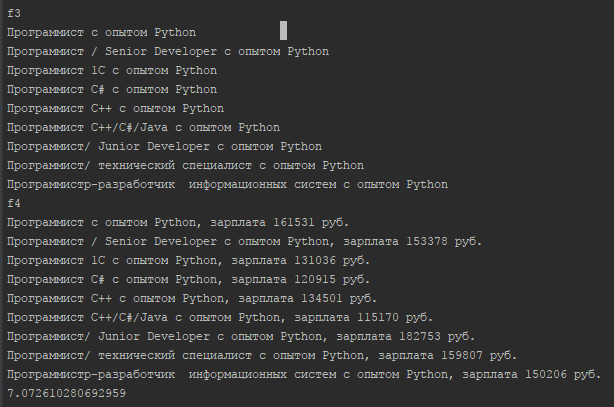 f3
Программист с опытом Python
Программист / Senior Developer с опытом Python
Программист 1C с опытом Python
Программист C# с опытом Python
Программист C++ с опытом Python
Программист C++/C#/Java с опытом Python
Программист/ Junior Developer с опытом Python
Программист/ технический специалист с опытом Python
Программистр-разработчик  информационных систем с опытом Python
f4
Программист с опытом Python, зарплата 161531 руб.
Программист / Senior Developer с опытом Python, зарплата 153378 руб.
Программист 1C с опытом Python, зарплата 131036 руб.
Программист C# с опытом Python, зарплата 120915 руб.
Программист C++ с опытом Python, зарплата 134501 руб.
Программист C++/C#/Java с опытом Python, зарплата 115170 руб.
Программист/ Junior Developer с опытом Python, зарплата 182753 руб.
Программист/ технический специалист с опытом Python, зарплата 159807 руб.
Программистр-разработчик  информационных систем с опытом Python, зарплата 150206 руб.
7.072610280692959